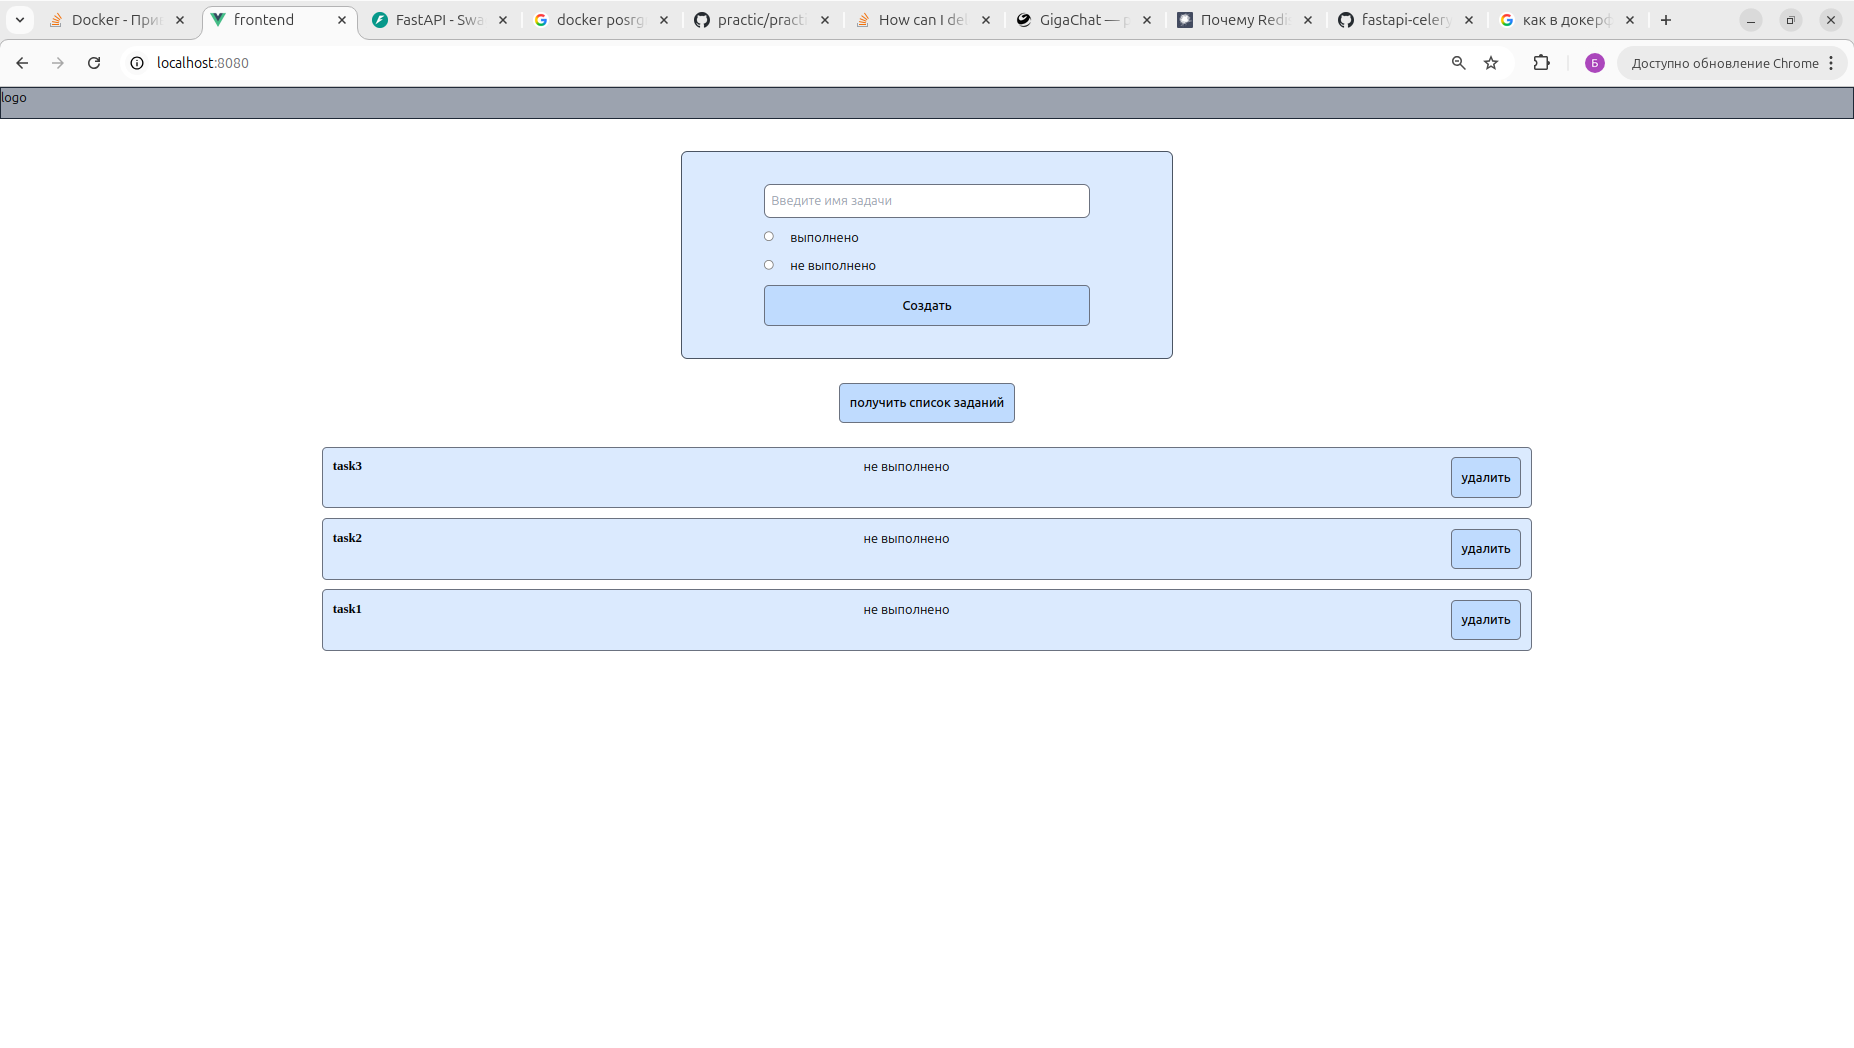 Docker - При
frontend
FastAPI - Swa
docker posrg
practic/practi
How can I del
GigaChat — р
Почему Redi
fastapi-celery
как в докерф
localhost:8080
Б
Доступно обновление Chrome
logo
Введите имя задачи
выполнено
не выполнено
Создать
получить список заданий
task3 не выполнено удалить
task2 не выполнено удалить
task1 не выполнено удалить